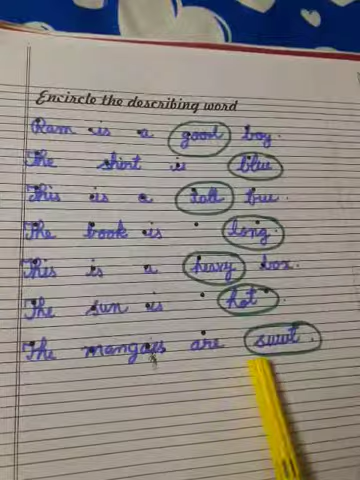 Encircle the describing word
Ram is a good boy.
The shirt is blue
This is a tall tree.
The book is long.
This is a heavy box.
The sun is hot.
The mangoes are sweet.